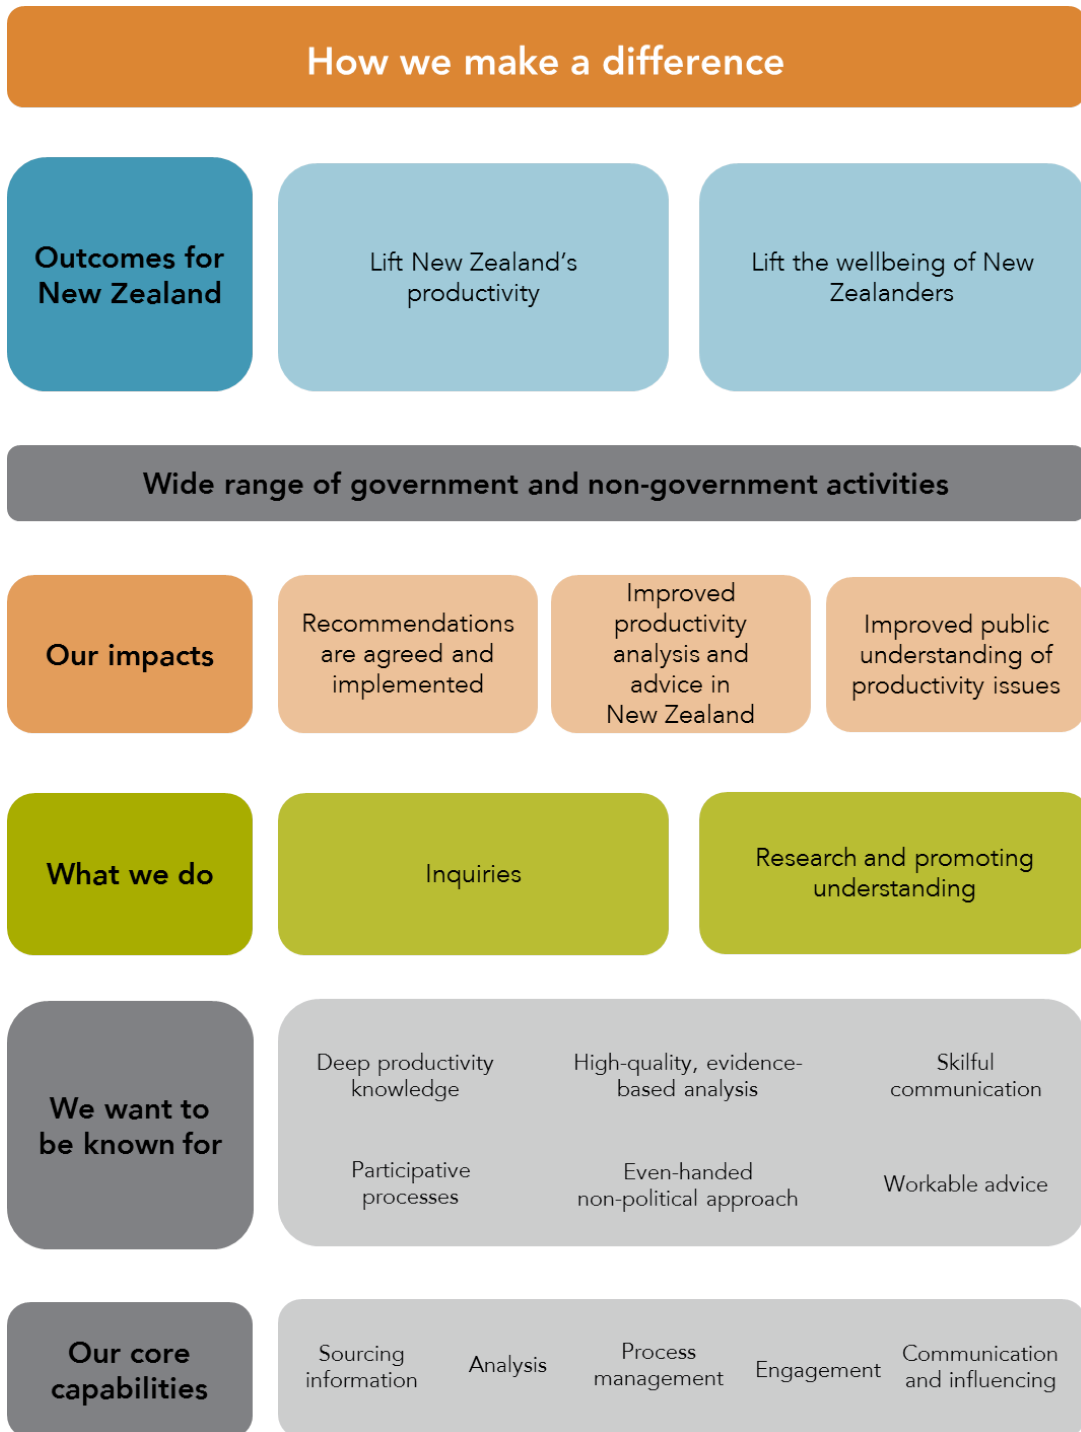 How we make a difference
Outcomes for
New Zealand
Lift New Zealand's
productivity
Lift the wellbeing of New
Zealanders
Wide range of government and non-government activities
Our impacts
Recommendations
are agreed and
implemented
Improved
productivity
analysis and
advice in
New Zealand
Improved public
understanding of
productivity issues
What we do
Inquiries
Research and promoting
understanding
We want to
be known for
Deep productivity
knowledge
High-quality, evidence-
based analysis
Skilful
communication
Participative
processes
Even-handed
non-political approach
Workable advice
Our core
capabilities
Sourcing
information
Analysis
Process
management
Engagement
Communication
and influencing